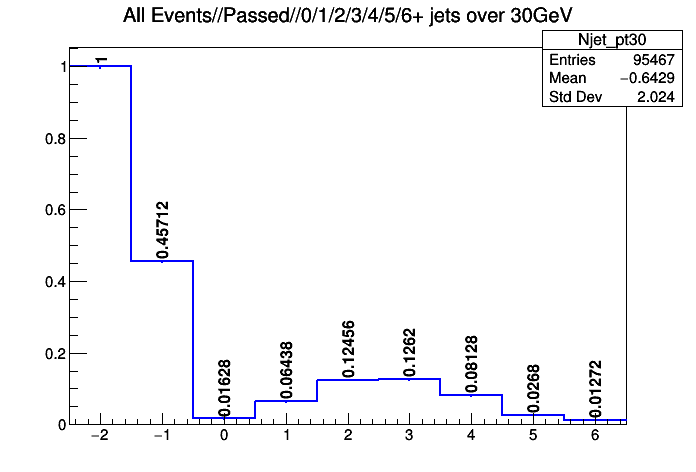 All Events//Passed//0/1/2/3/4/5/6+ jets over 30GeV
Njet_pt30
Entries 95467
Mean −0.6429
Std Dev 2.024
1
0.8
0.6
0.4
0.2
0
1
0.45712
0.01628
0.06438
0.12456
0.1262
0.08128
0.0268
0.01272
−2 −1 0 1 2 3 4 5 6